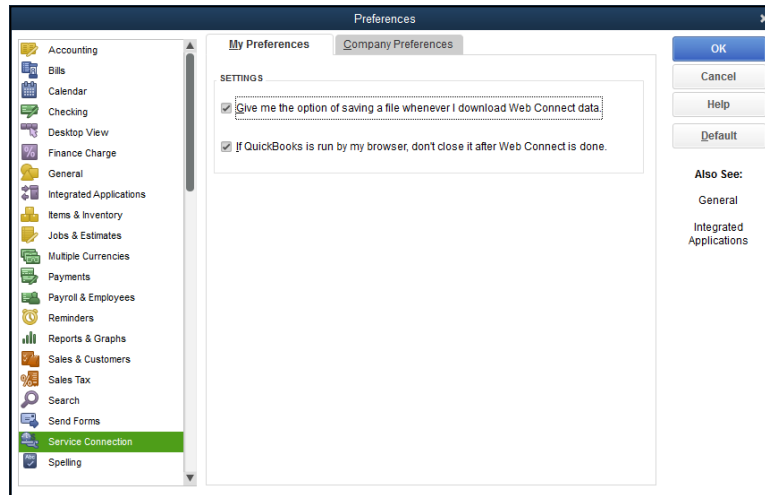 Preferences
x
Accounting
Bills
Calendar
Checking
Desktop View
Finance Charge
General
Integrated Applications
Items & Inventory
Jobs & Estimates
Multiple Currencies
Payments
Payroll & Employees
Reminders
Reports & Graphs
Sales & Customers
Sales Tax
Search
Send Forms
Service Connection
Abc
Spelling
My Preferences
Company Preferences
SETTINGS
Give me the option of saving a file whenever I download Web Connect data.
If QuickBooks is run by my browser, don't close it after Web Connect is done.
OK
Cancel
Help
Default
Also See:
General
Integrated
Applications